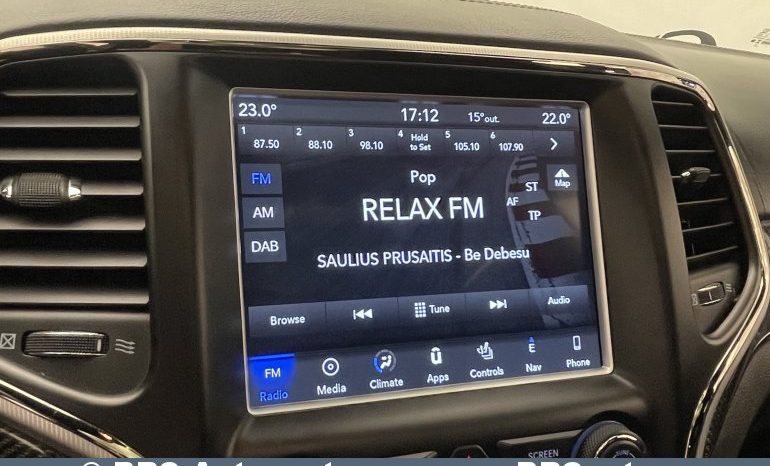 23.0° 17:12 15°out. 22.0°
1 87.50 2 88.10 3 98.10 4 Hold to Set 5 105.10 6 107.90
FM
Pop
Map
ST
RELAX FM
AF
AM
TP
DAB
SAULIUS PRUSAITIS - Be Debesu
Browse Tune Audio
FM Radio Media Climate Apps Controls E Nav Phone
SCREEN
TUNE